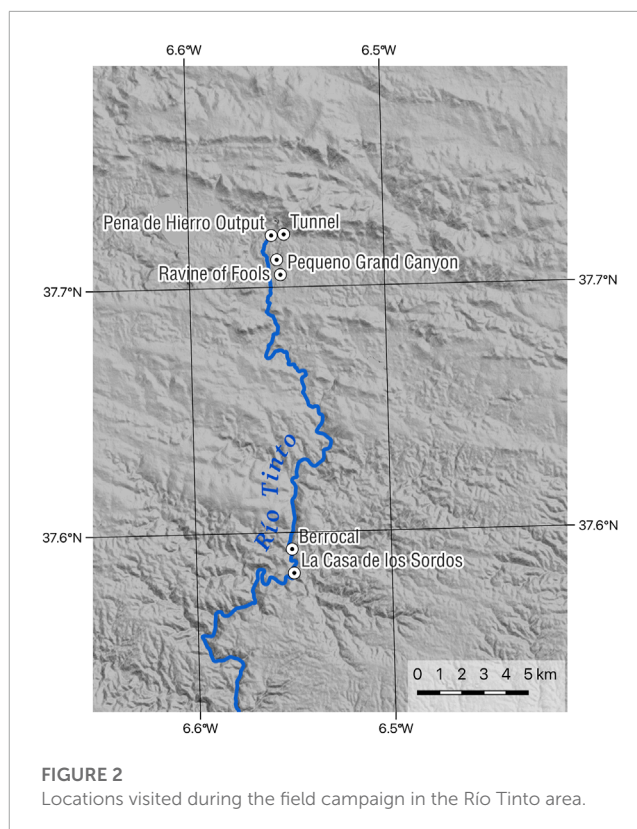 6.6°W 6.5°W
Pena de Hierro Output Tunnel
Pequeno Grand Canyon
Ravine of Fools
37.7°N 37.7°N
Río Tinto
37.6°N 37.6°N
Berrocal
La Casa de los Sordos
0 1 2 3 4 5 km
6.6°W 6.5°W
FIGURE 2
Locations visited during the field campaign in the Río Tinto area.